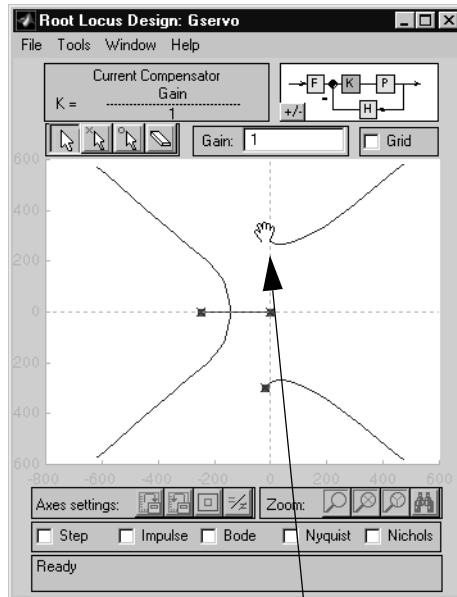 Root Locus Design: Gservo
File Tools Window Help
Current Compensator
Gain
K = ------------------------------
1
F K P
H
+/-
Gain: 1 Grid
600
400
200
0
200
400
600
-800 -600 -400 -200 0 200 400 600
Axes settings: Zoom:
Step Impulse Bode Nyquist Nichols
Ready